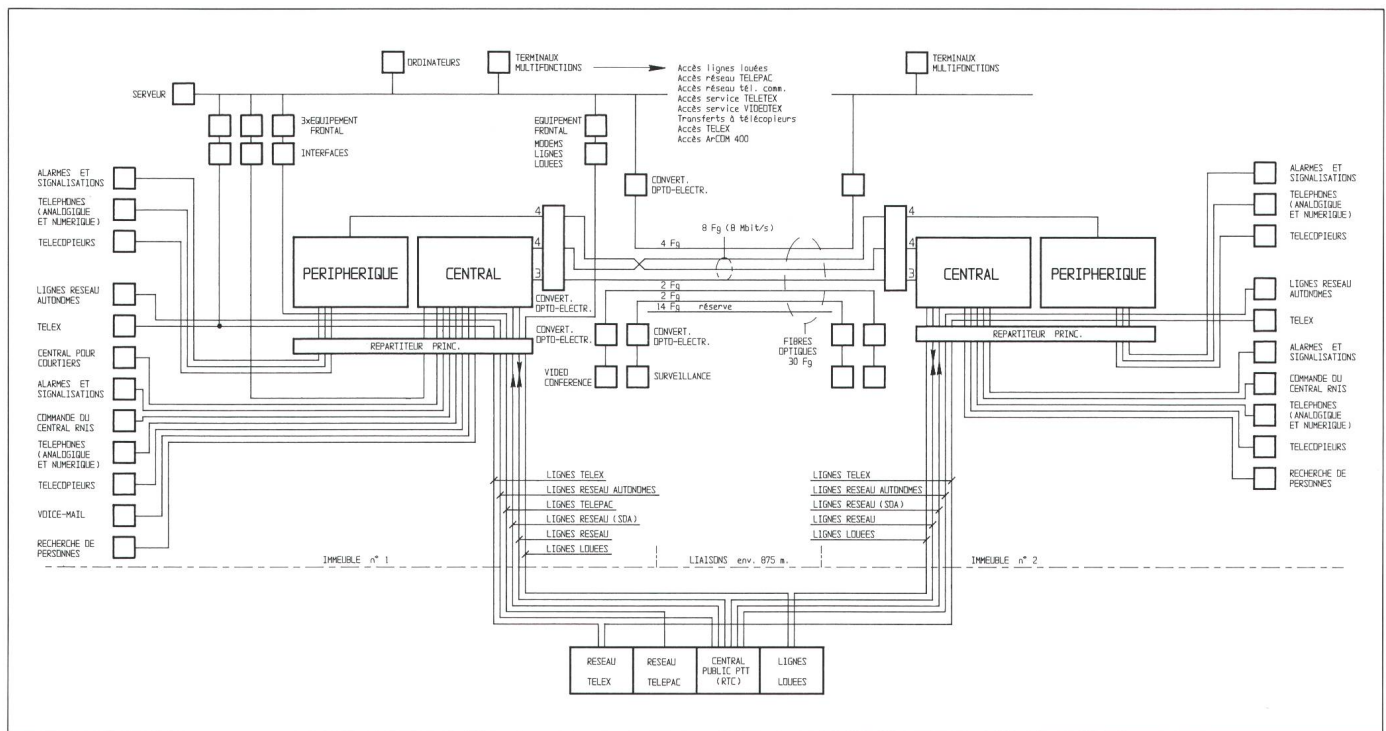 ORDINATEURS
TERMINAUX
MULTIFONCTIONS
Accès lignes louées
Accès réseau TELEPAC
Accès réseau tél. comm.
Accès service TELETEX
Accès service VIDEOTEX
Transferts à télécopieurs
Accès TELEX
Accès ArCOM 400
TERMINAUX
MULTIFONCTIONS
SERVEUR
3xEQUIPEMENT
FRONTAL
INTERFACES
EQUIPEMENT
FRONTAL
MODEMS
LIGNES
LOUEES
CONVERT.
OPTO-ELECTR.
ALARMES ET
SIGNALISATIONS
TELEPHONES
(ANALOGIQUE
ET NUMERIQUE)
TELECOPIEURS
LIGNES RESEAU
AUTONOMES
TELEX
CENTRAL POUR
COURTIERS
ALARMES ET
SIGNALISATIONS
COMMANDE DU
CENTRAL RNIS
TELEPHONES
(ANALOGIQUE
ET NUMERIQUE)
TELECOPIEURS
VOICE-MAIL
RECHERCHE DE
PERSONNES
PERIPHERIQUE
CENTRAL
4
4
3
CONVERT.
OPTO-ELECTR.
REPARTITEUR PRINC.
8 Fg (8 Mbit/s)
4 Fg
2 Fg
2 Fg
14 Fg réserve
CONVERT.
OPTO-ELECTR.
CONVERT.
OPTO-ELECTR.
VIDEO
CONFERENCE
SURVEILLANCE
FIBRES
OPTIQUES
30 Fg
4
4
3
CENTRAL
PERIPHERIQUE
REPARTITEUR PRINC.
ALARMES ET
SIGNALISATIONS
TELEPHONES
(ANALOGIQUE
ET NUMERIQUE)
TELECOPIEURS
LIGNES RESEAU
AUTONOMES
TELEX
ALARMES ET
SIGNALISATIONS
COMMANDE DU
CENTRAL RNIS
TELEPHONES
(ANALOGIQUE
ET NUMERIQUE)
TELECOPIEURS
RECHERCHE DE
PERSONNES
LIGNES TELEX
LIGNES RESEAU AUTONOMES
LIGNES TELEPAC
LIGNES RESEAU (SDA)
LIGNES RESEAU
LIGNES LOUEES
LIGNES TELEX
LIGNES RESEAU AUTONOMES
LIGNES RESEAU (SDA)
LIGNES RESEAU
LIGNES LOUEES
IMMEUBLE n° 1
LIAISONS env. 875 m.
IMMEUBLE n° 2
RESEAU
TELEX
RESEAU
TELEPAC
CENTRAL
PUBLIC PTT
(RTC)
LIGNES
LOUEES